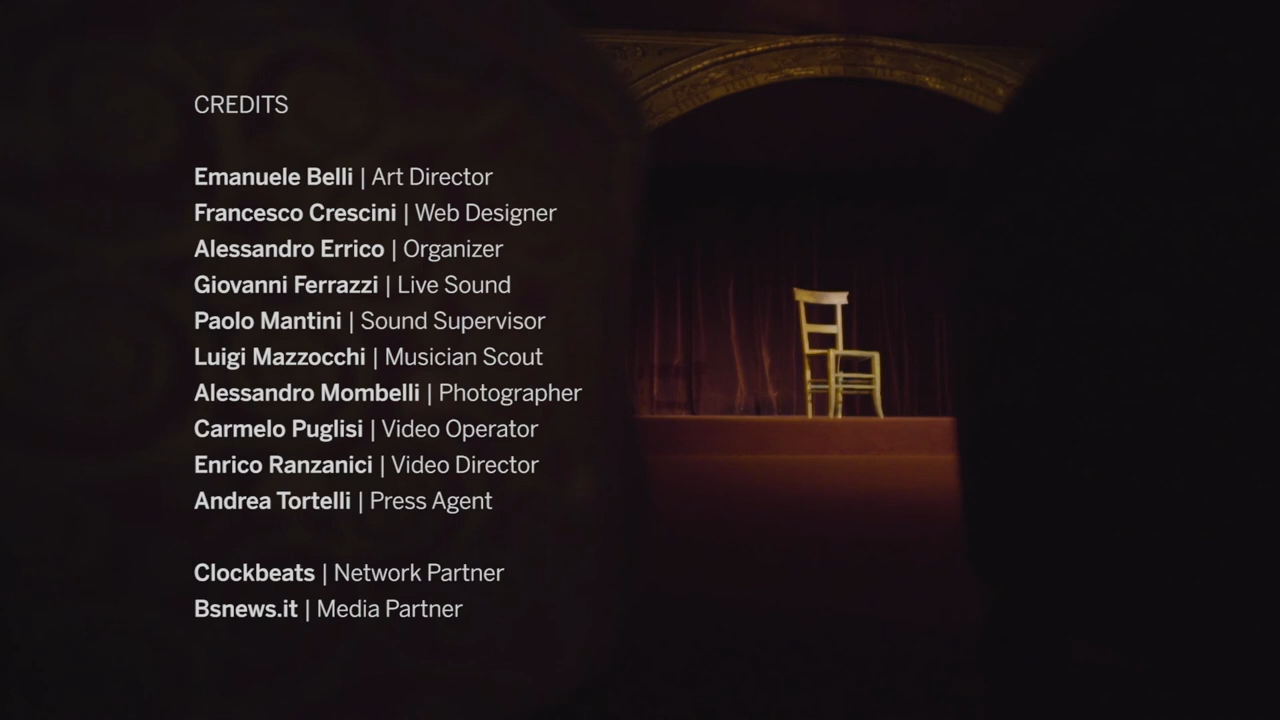 CREDITS
Emanuele Belli | Art Director
Francesco Crescini | Web Designer
Alessandro Errico | Organizer
Giovanni Ferrazzi | Live Sound
Paolo Mantini | Sound Supervisor
Luigi Mazzocchi | Musician Scout
Alessandro Mombelli | Photographer
Carmelo Puglisi | Video Operator
Enrico Ranzanici | Video Director
Andrea Tortelli | Press Agent
Clockbeats | Network Partner
Bsnews.it | Media Partner